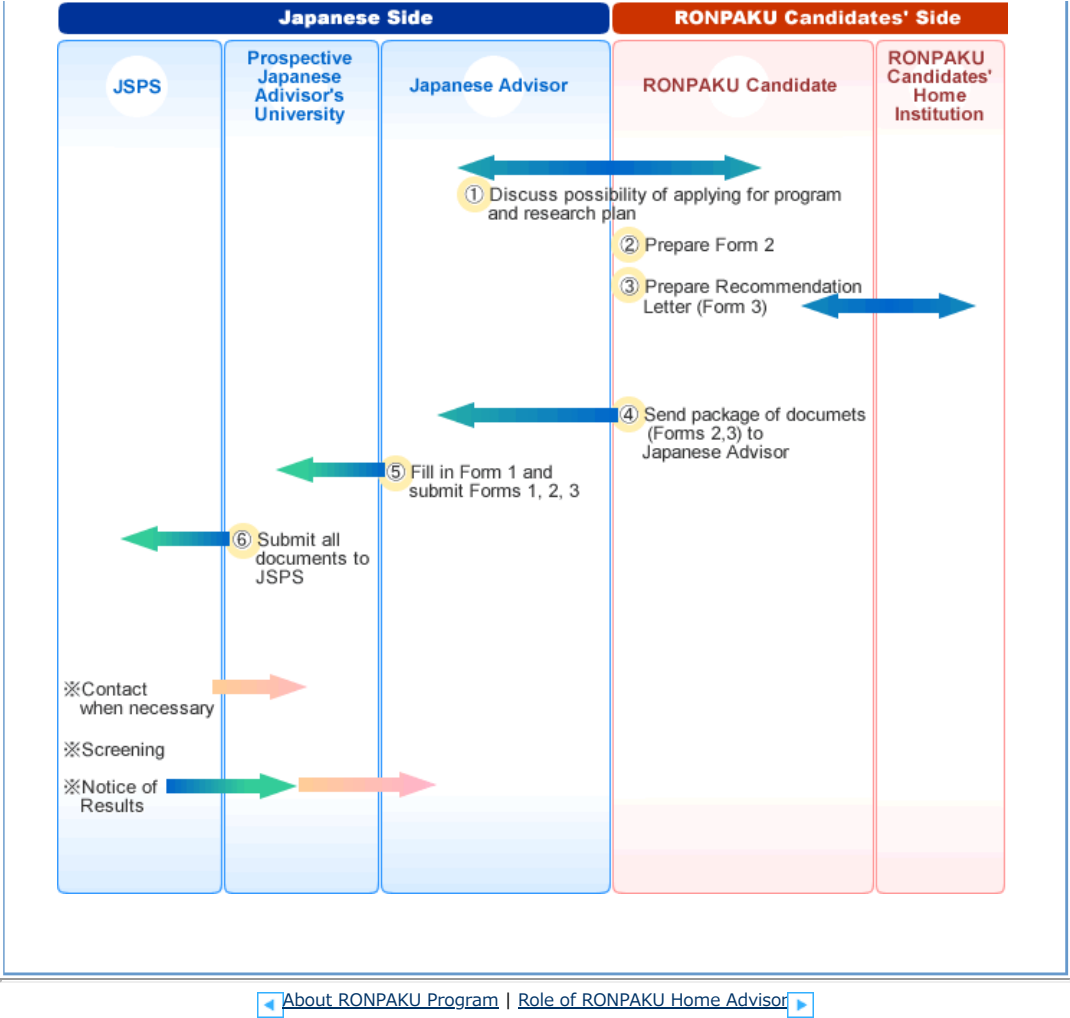 Japanese Side
RONPAKU Candidates' Side
JSPS
Prospective
Japanese
Adivisor's
University
Japanese Advisor
RONPAKU Candidate
RONPAKU
Candidates'
Home
Institution
① Discuss possibility of applying for program
and research plan
② Prepare Form 2
③ Prepare Recommendation
Letter (Form 3)
④ Send package of documets
(Forms 2,3) to
Japanese Advisor
⑤ Fill in Form 1 and
submit Forms 1, 2, 3
⑥ Submit all
documents to
JSPS
※Contact
when necessary
※Screening
※Notice of
Results
About RONPAKU Program | Role of RONPAKU Home Advisor